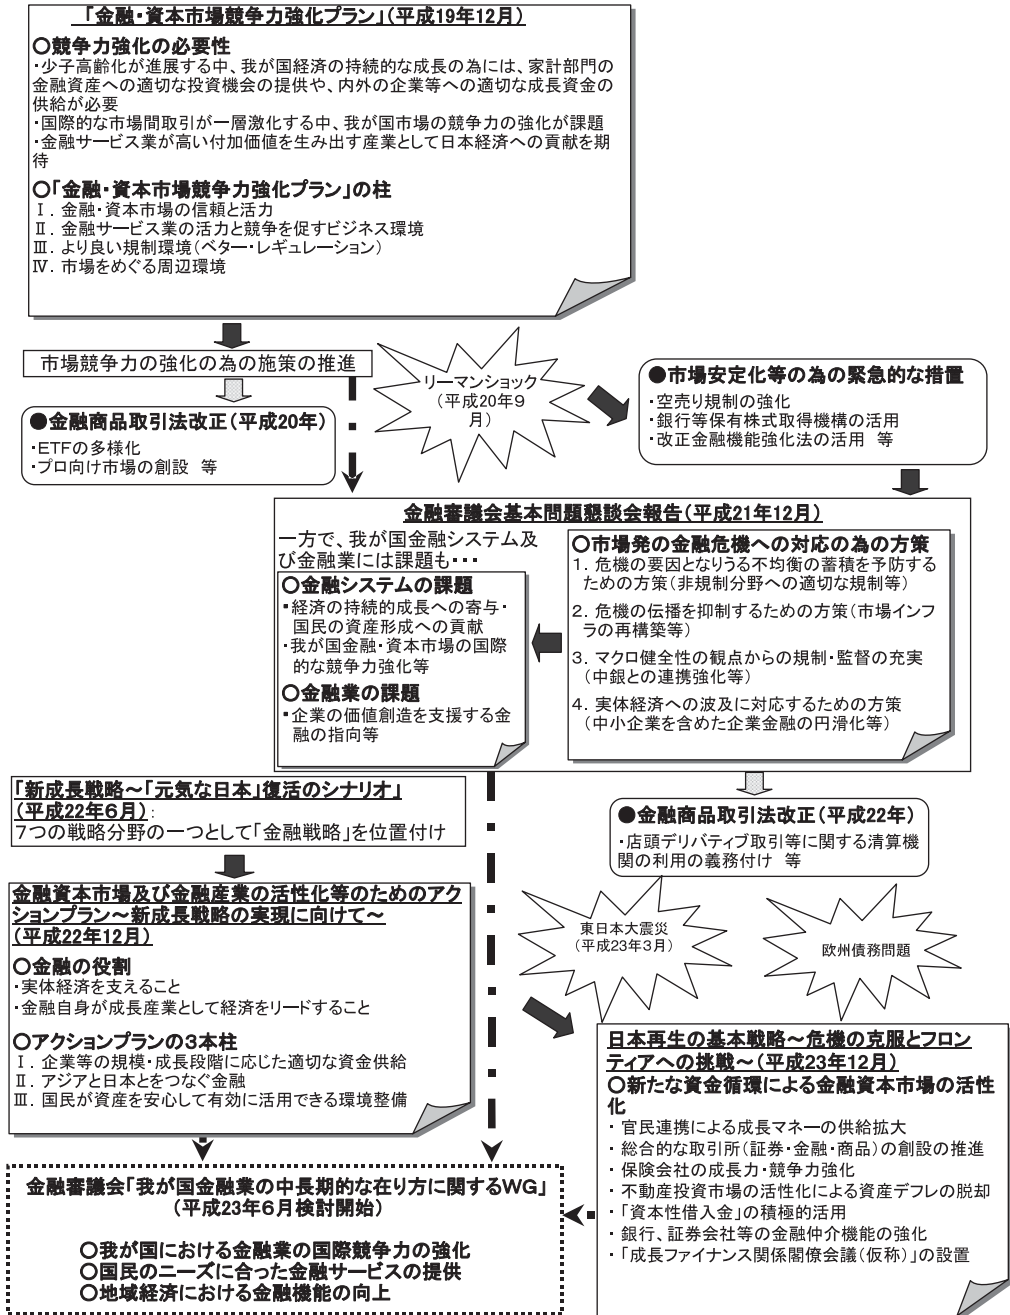 「金融・資本市場競争力強化プラン」(平成19年12月)
○競争力強化の必要性
・少子高齢化が進展する中、我が国経済の持続的な成長の為には、家計部門の
金融資産への適切な投資機会の提供や、内外の企業等への適切な成長資金の
供給が必要
・国際的な市場間取引が一層激化する中、我が国市場の競争力の強化が課題
・金融サービス業が高い付加価値を生み出す産業として日本経済への貢献を期
待
○「金融・資本市場競争力強化プラン」の柱
Ⅰ．金融・資本市場の信頼と活力
Ⅱ．金融サービス業の活力と競争を促すビジネス環境
Ⅲ．より良い規制環境(ベター・レギュレーション)
Ⅳ．市場をめぐる周辺環境
市場競争力の強化の為の施策の推進
●金融商品取引法改正(平成20年)
・ETFの多様化
・プロ向け市場の創設 等
リーマンショック
(平成20年9
月)
●市場安定化等の為の緊急的な措置
・空売り規制の強化
・銀行等保有株式取得機構の活用
・改正金融機能強化法の活用 等
金融審議会基本問題懇談会報告(平成21年12月)
一方で、我が国金融システム及
び金融業には課題も・・・
○金融システムの課題
・経済の持続的成長への寄与・
国民の資産形成への貢献
・我が国金融・資本市場の国際
的な競争力強化等
○金融業の課題
・企業の価値創造を支援する金
融の指向等
○市場発の金融危機への対応の為の方策
1．危機の要因となりうる不均衡の蓄積を予防する
ための方策(非規制分野への適切な規制等)
2．危機の伝播を抑制するための方策(市場インフ
ラの再構築等)
3．マクロ健全性の観点からの規制・監督の充実
(中銀との連携強化等)
4．実体経済への波及に対応するための方策
(中小企業を含めた企業金融の円滑化等)
「新成長戦略～「元気な日本」復活のシナリオ」
(平成22年6月)：
7つの戦略分野の一つとして「金融戦略」を位置付け
●金融商品取引法改正(平成22年)
・店頭デリバティブ取引等に関する清算機
関の利用の義務付け 等
金融資本市場及び金融産業の活性化等のためのアク
ションプラン～新成長戦略の実現に向けて～
(平成22年12月)
○金融の役割
・実体経済を支えること
・金融自身が成長産業として経済をリードすること
○アクションプランの3本柱
Ⅰ．企業等の規模・成長段階に応じた適切な資金供給
Ⅱ．アジアと日本とをつなぐ金融
Ⅲ．国民が資産を安心して有効に活用できる環境整備
東日本大震災
(平成23年3月)
欧州債務問題
日本再生の基本戦略～危機の克服とフロン
ティアへの挑戦～(平成23年12月)
○新たな資金循環による金融資本市場の活性
化
・官民連携による成長マネーの供給拡大
・総合的な取引所(証券・金融・商品)の創設の推進
・保険会社の成長力・競争力強化
・不動産投資市場の活性化による資産デフレの脱却
・「資本性借入金」の積極的活用
・銀行、証券会社等の金融仲介機能の強化
・「成長ファイナンス関係閣僚会議(仮称)」の設置
金融審議会「我が国金融業の中長期的な在り方に関するWG」
(平成23年6月検討開始)
○我が国における金融業の国際競争力の強化
○国民のニーズに合った金融サービスの提供
○地域経済における金融機能の向上